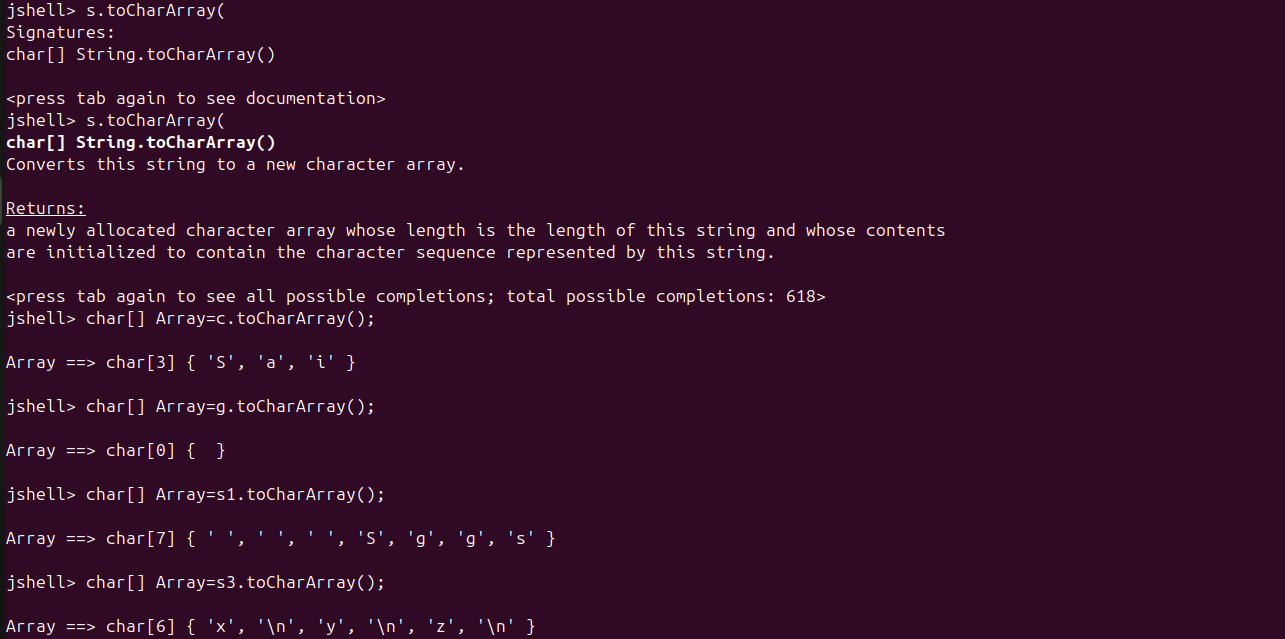 jshell> s.toCharArray(
Signatures:
char[] String.toCharArray()
<press tab again to see documentation>
jshell> s.toCharArray(
char[] String.toCharArray()
Converts this string to a new character array.
Returns:
a newly allocated character array whose length is the length of this string and whose contents
are initialized to contain the character sequence represented by this string.
<press tab again to see all possible completions; total possible completions: 618>
jshell> char[] Array=c.toCharArray();
Array ==> char[3] { 'S', 'a', 'i' }
jshell> char[] Array=g.toCharArray();
Array ==> char[0] {  }
jshell> char[] Array=s1.toCharArray();
Array ==> char[7] { ' ', ' ', ' ', 'S', 'g', 'g', 's' }
jshell> char[] Array=s3.toCharArray();
Array ==> char[6] { 'x', '\n', 'y', '\n', 'z', '\n' }